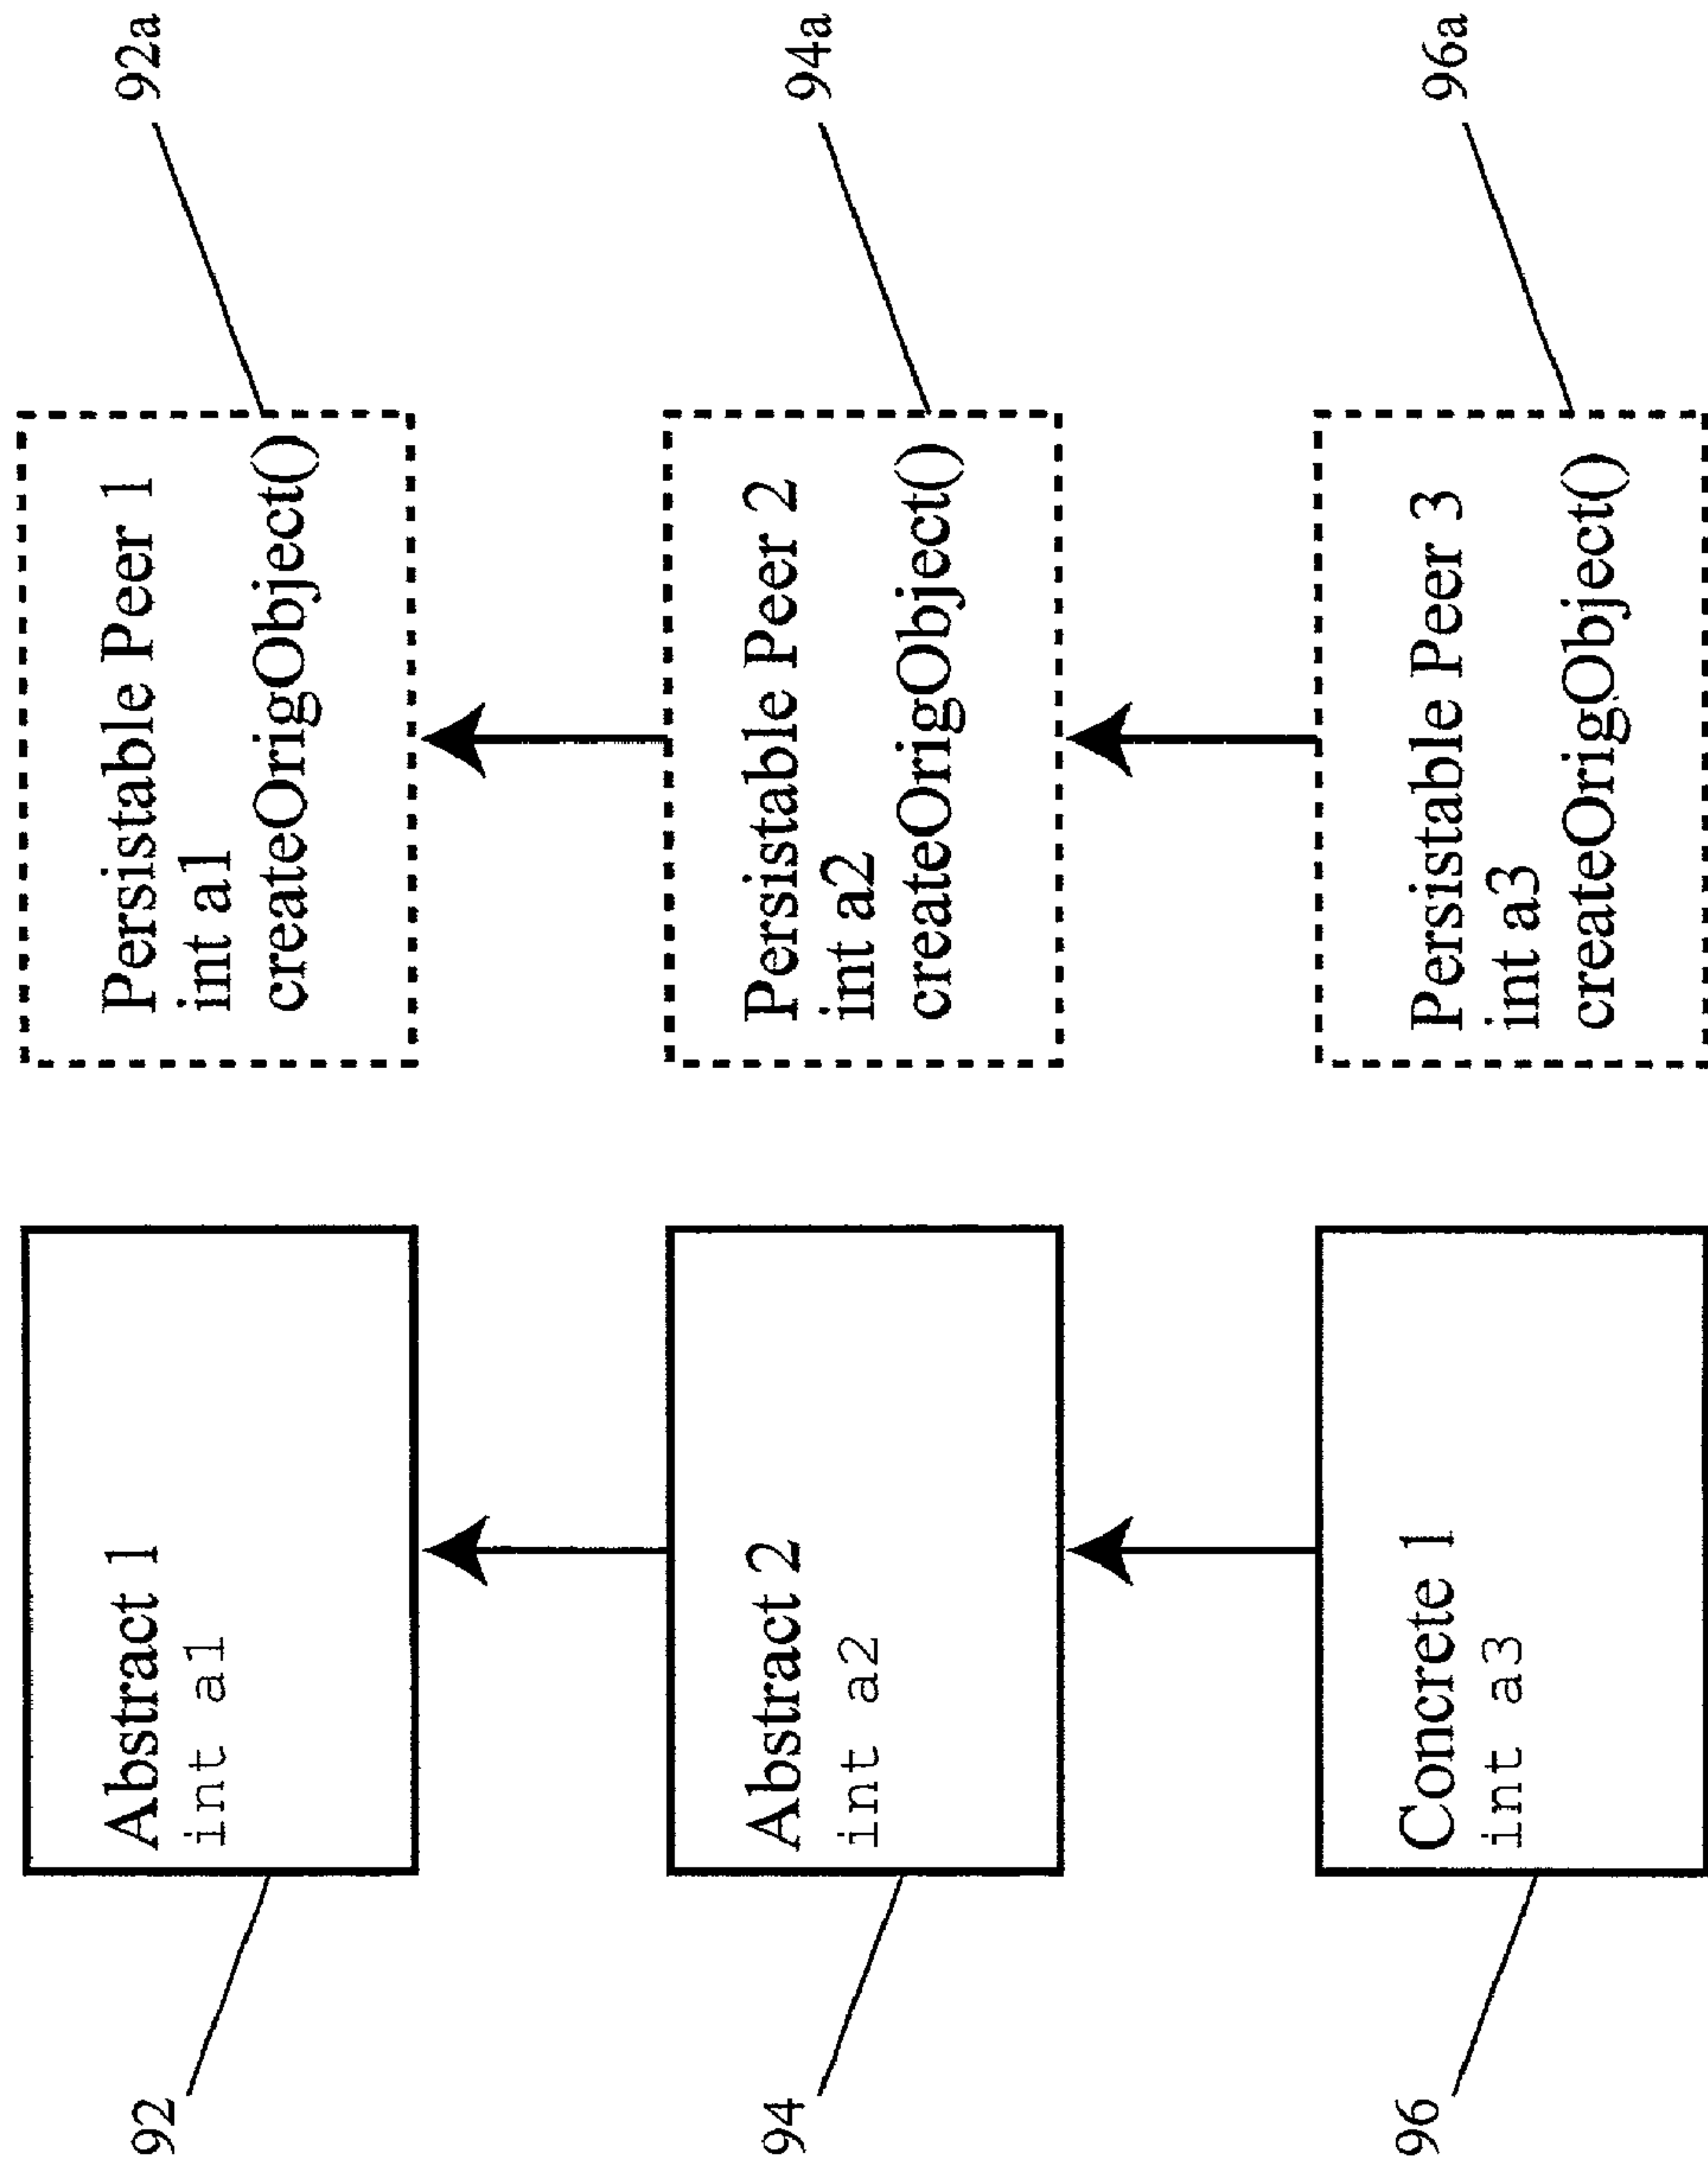 92
Abstract 1
int a1
Persistable Peer 1
int a1
createOrigObject()
92a
94
Abstract 2
int a2
Persistable Peer 2
int a2
createOrigObject()
94a
96
Concrete 1
int a3
Persistable Peer 3
int a3
createOrigObject()
96a